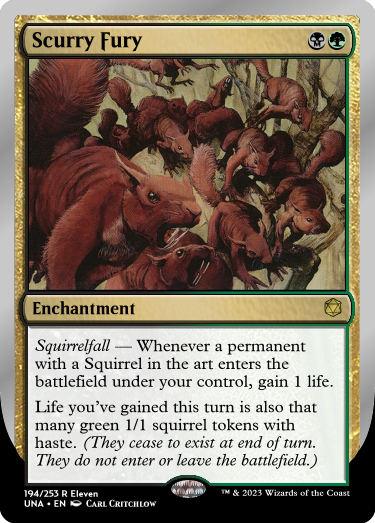 Scurry Fury
Enchantment
Squirrelfall — Whenever a permanent
with a Squirrel in the art enters the
battlefield under your control, gain 1 life.
Life you've gained this turn is also that
many green 1/1 squirrel tokens with
haste. (They cease to exist at end of turn.
They do not enter or leave the battlefield.)
194/253 R Eleven
UNA • EN Carl Critchlow
™ & 2023 Wizards of the Coast